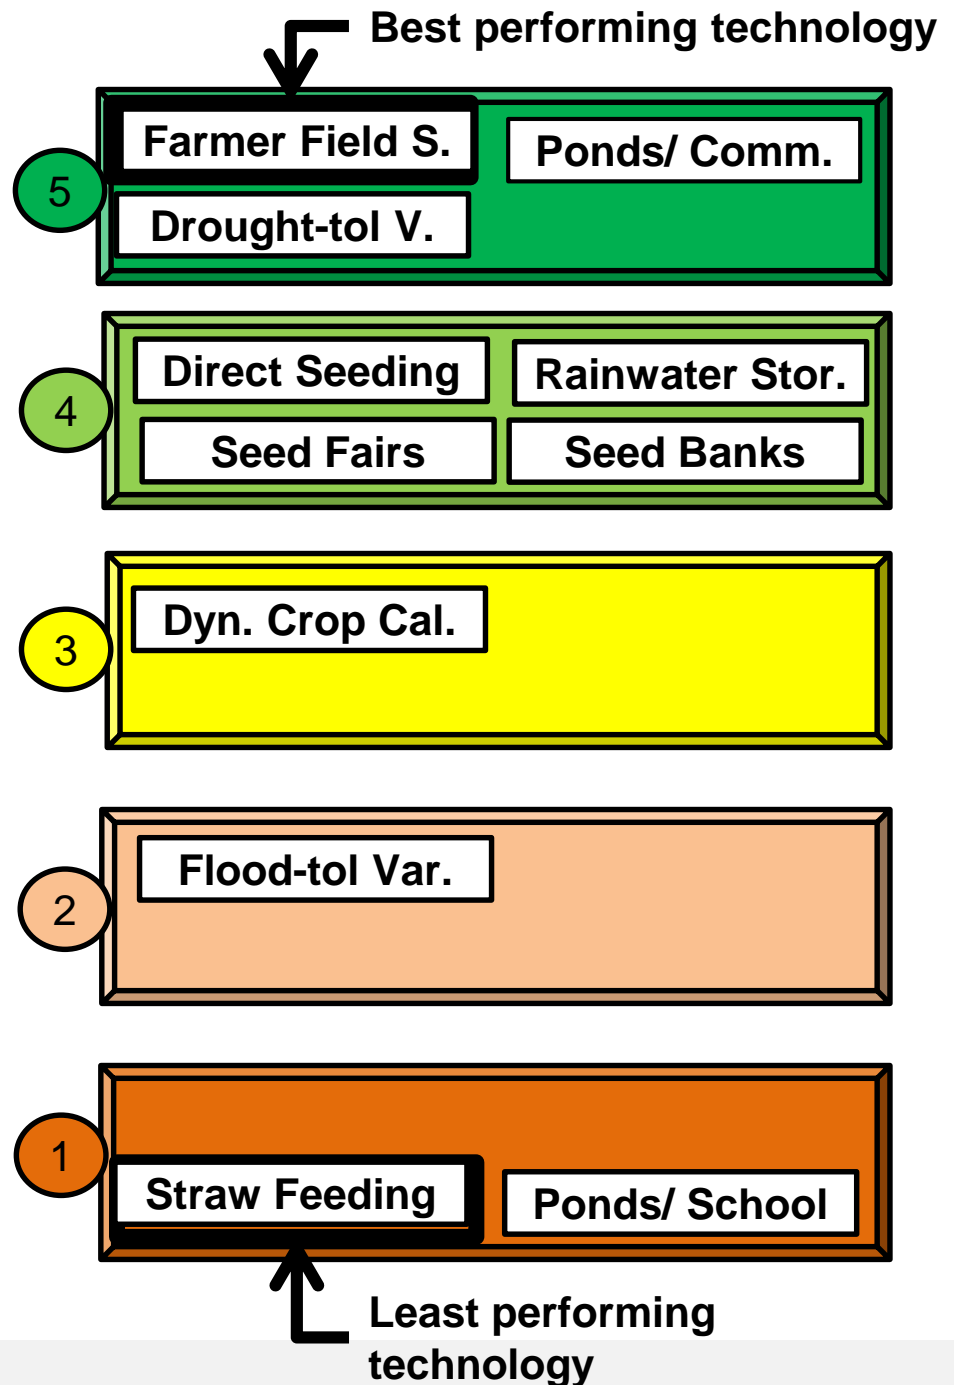 Best performing technology
Farmer Field S.
Ponds/ Comm.
5
Drought-tol V.
Direct Seeding
Rainwater Stor.
4
Seed Fairs
Seed Banks
Dyn. Crop Cal.
3
Flood-tol Var.
2
1
Straw Feeding
Ponds/ School
Least performing
technology